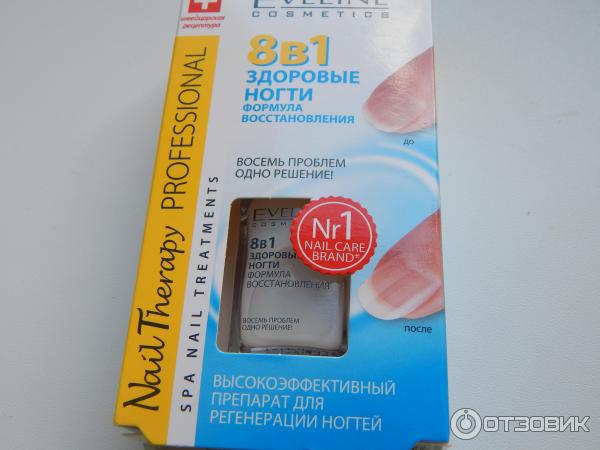 швейцарская
рецептура
EVELINE
COSMETICS
8в1
ЗДОРОВЫЕ
НОГТИ
ФОРМУЛА
ВОССТАНОВЛЕНИЯ
до
ВОСЕМЬ ПРОБЛЕМ
ОДНО РЕШЕНИЕ!
Nail Therapy PROFESSIONAL
SPA NAIL TREATMENTS
EVELINE
COSMETICS
8в1
ЗДОРОВЫЕ
НОГТИ
ФОРМУЛА
ВОССТАНОВЛЕНИЯ
ВОСЕМЬ ПРОБЛЕМ
ОДНО РЕШЕНИЕ!
Nr1
NAIL CARE
BRAND*
после
ВЫСОКОЭФФЕКТИВНЫЙ
ПРЕПАРАТ ДЛЯ
РЕГЕНЕРАЦИИ НОГТЕЙ
ОТЗОВИК